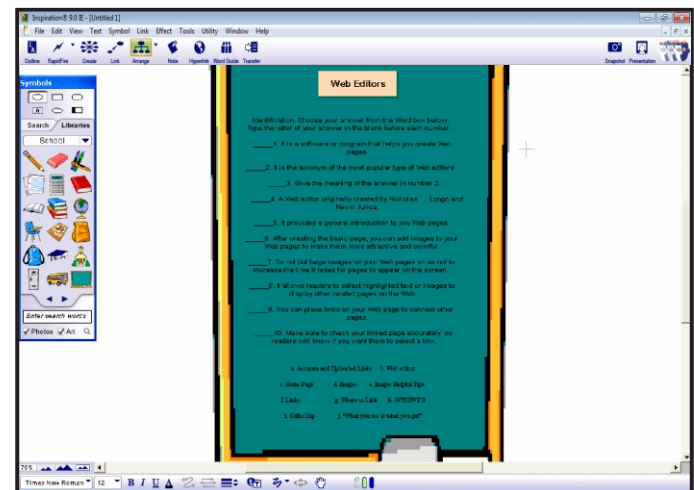 Inspiration® 9.0 IE - [Untitled 1]
File Edit View Text Symbol Link Effect Tools Utility Window Help
Outline RapidFire Create Link Arrange Note Hyperlink Word Guide Transfer Snapshot Presentation
Symbols
Search Libraries
School
Enter search words
Photos Art
Web Editors
Identification. Choose your answer from the Word box below.
Type the letter of your answer in the blank before each number.
_____1. It is a software or program that helps you create Web
pages.
_____2. It is the acronym of the most popular type of Web editors.
_____3. Give the meaning of the answer in number 2.
_____4. A Web editor originally created by Nicholas Longo and
Kevin Jurica.
_____5. It provides a general introduction to you Web pages.
_____6. After creating the basic page, you can add images to your
Web pages to make them more attractive and colorful.
_____7. Do not put large images on your Web pages so as not to
increase the time it takes for pages to appear on the screen.
_____8. It allows readers to select highlighted text or images to
display other related pages on the Web.
_____9. You can place links on your Web page to connect other
pages.
_____10. Make sure to check your linked page accurately so
readers will know if you want them to select a link.
a. Accurate and Uploaded Links b. Web editor
c. Home Page d. Images e. Images Helpful Tips
f. Links g. Where to Link h. WYSIWYG
i. Coffee Cup j. "What you see is what you get"
75%
Times New Roman 12 B I U A